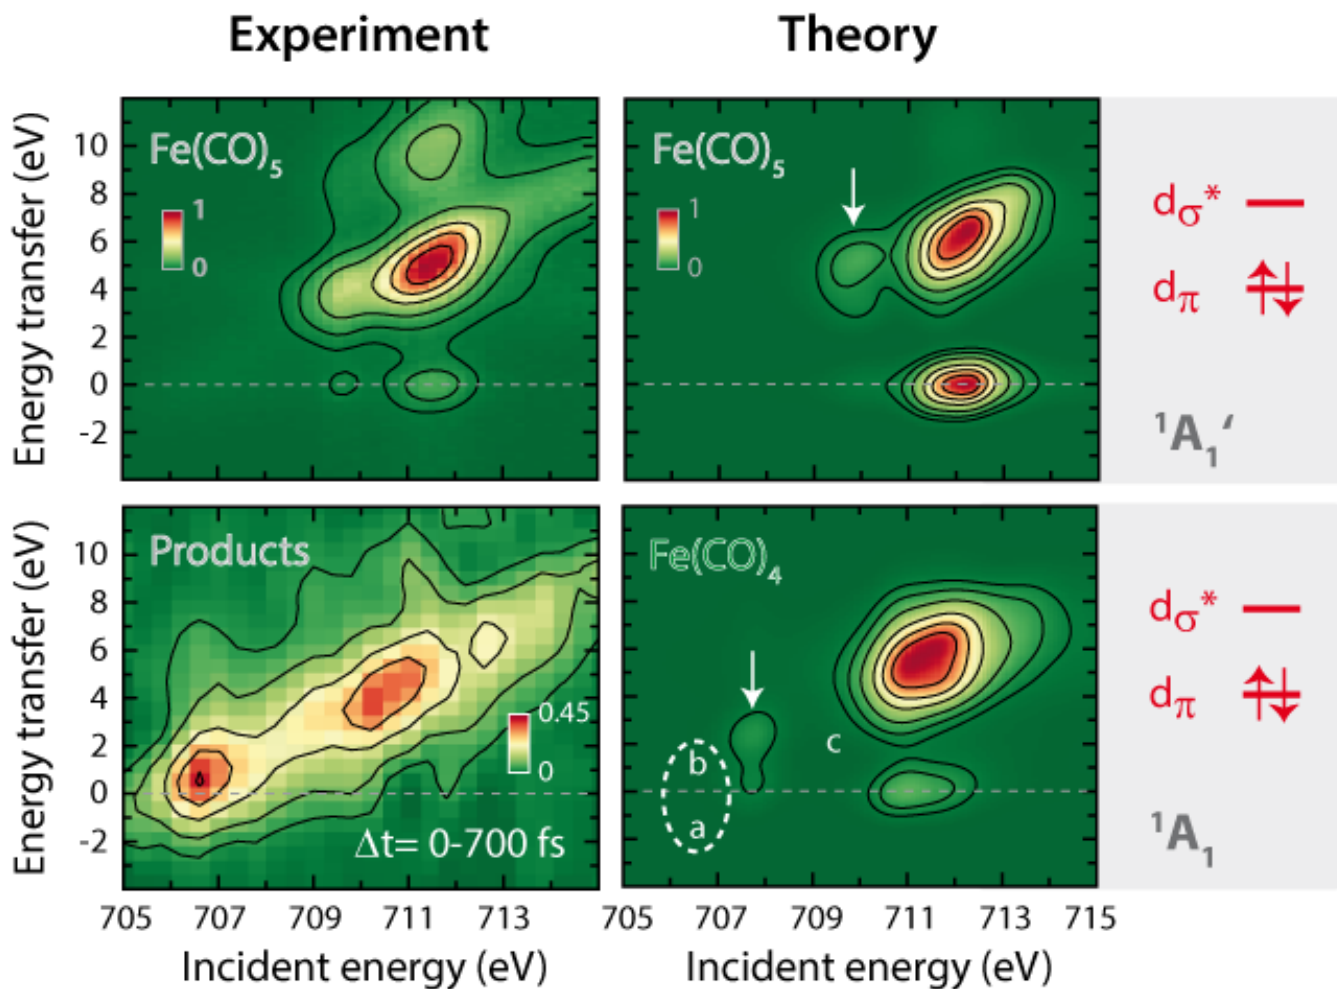 Experiment
Theory
Energy transfer (eV)
10
8
6
4
2
0
-2
Fe(CO)5
1
0
Fe(CO)5
1
0
dσ*
dπ
1A1‘
Energy transfer (eV)
10
8
6
4
2
0
-2
Products
0.45
0
Δt= 0-700 fs
Fe(CO)4
c
b
a
dσ*
dπ
1A1
705 707 709 711 713
705 707 709 711 713 715
Incident energy (eV)
Incident energy (eV)